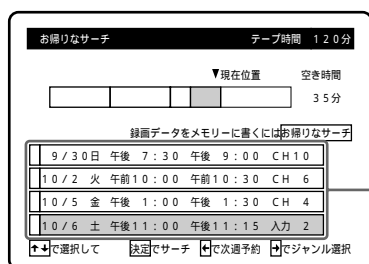 お帰りなサーチ テープ時間 120分
▼現在位置 空き時間
35分
録画データをメモリーに書くにはお帰りなサーチ
9/30日 午後 7:30 午後 9:00 CH10
10/2 火 午前10:00 午前10:30 CH 6
10/5 金 午後 1:00 午後 1:30 CH 4
10/6 土 午後11:00 午後11:15 入力 2
↑↓で選択して 決定でサーチ ←で次週予約 →でジャンル選択